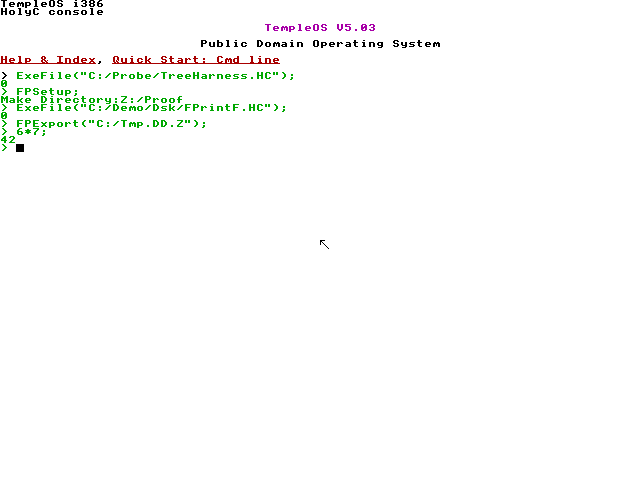 TempleOS i386
HolyC console
TempleOS V5.03
Public Domain Operating System
Help & Index, Quick Start: Cmd line
> ExeFile("C:/Probe/TreeHarness.HC");
0
> FPSetup;
Make Directory:Z:/Proof
> ExeFile("C:/Demo/Dsk/FPrintF.HC");
0
> FPExport("C:/Tmp.DD.Z");
> 6*7;
42
>